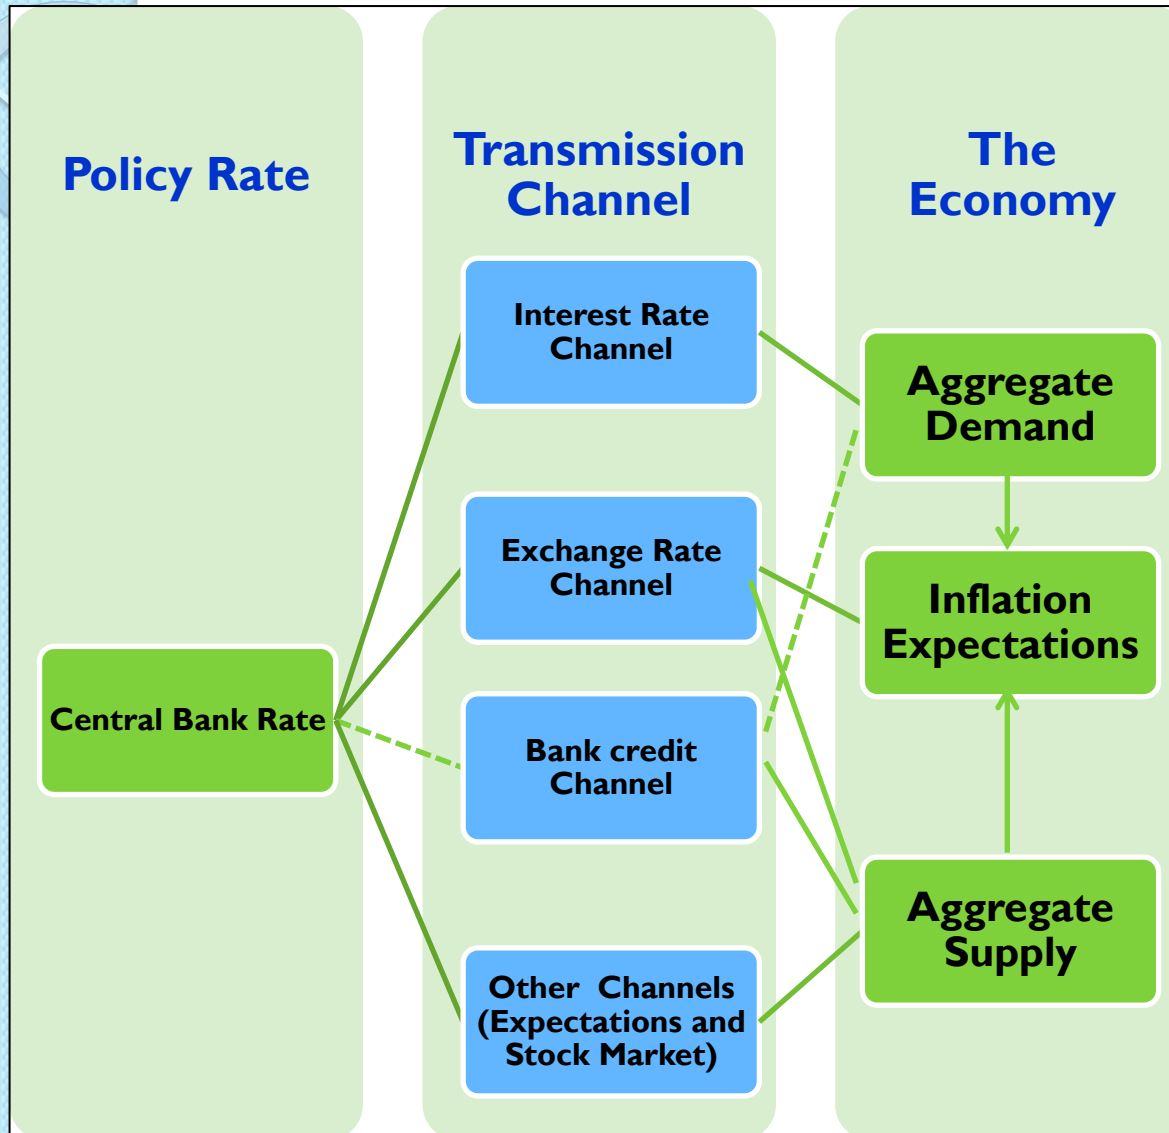 Policy Rate
Transmission
Channel
The
Economy
Central Bank Rate
Interest Rate
Channel
Exchange Rate
Channel
Bank credit
Channel
Other Channels
(Expectations and
Stock Market)
Aggregate
Demand
Inflation
Expectations
Aggregate
Supply